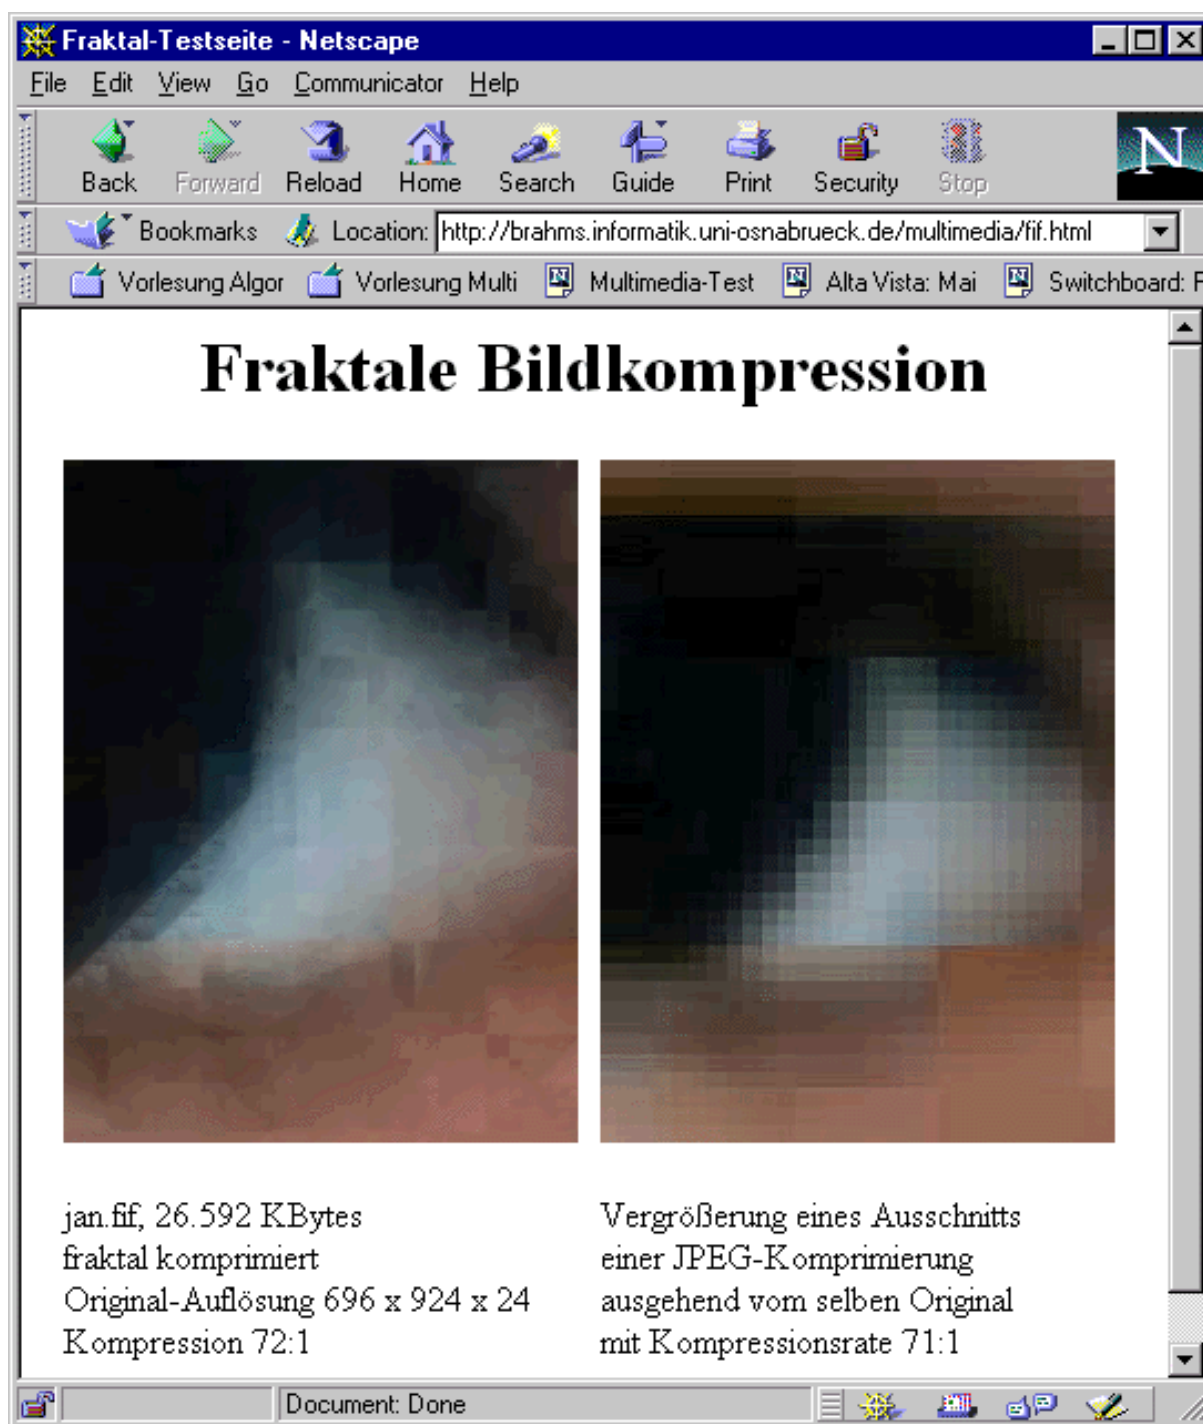 Fraktal-Testseite - Netscape
File Edit View Go Communicator Help
N
Back Forward Reload Home Search Guide Print Security Stop
Bookmarks Location: http://brahms.informatik.uni-osnabrueck.de/multimedia/fif.html
Vorlesung Algor Vorlesung Multi Multimedia-Test Alta Vista: Mai Switchboard:
Fraktale Bildkompression
jan.fif, 26.592 KBytes
fraktal komprimiert
Original-Auflösung 696 x 924 x 24
Kompression 72:1
Vergrößerung eines Ausschnitts
einer JPEG-Komprimierung
ausgehend vom selben Original
mit Kompressionsrate 71:1
Document: Done